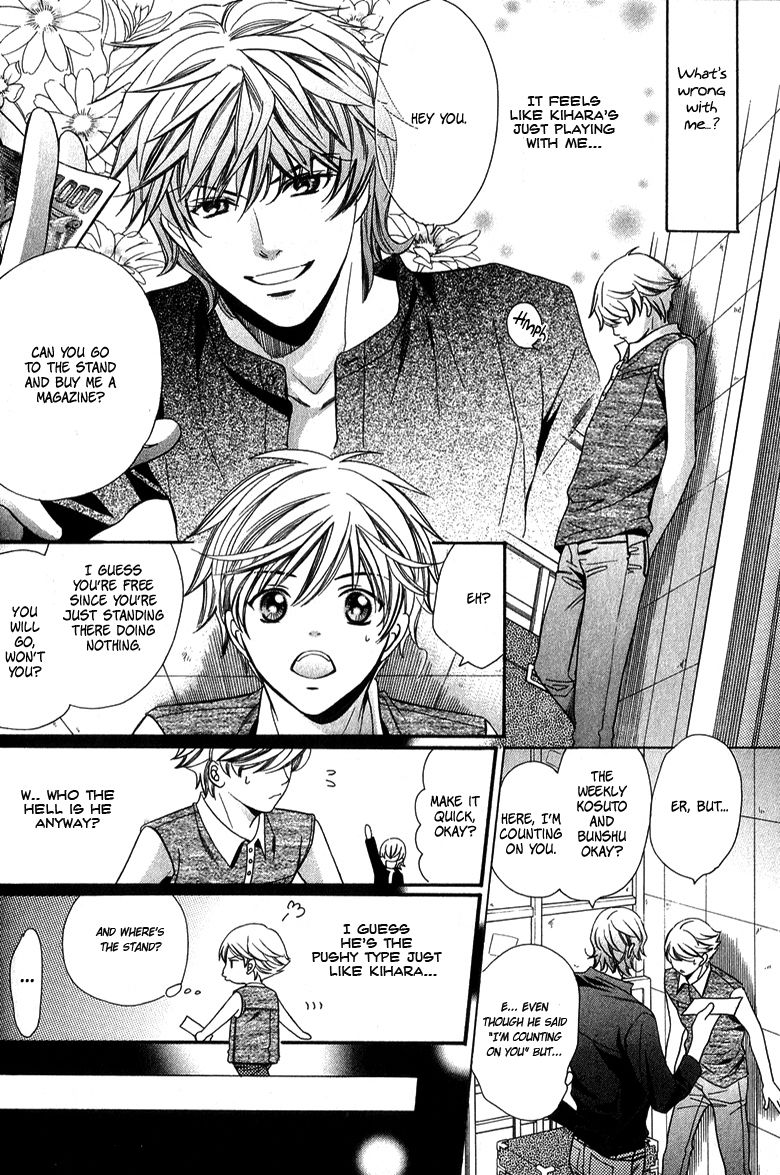 What's
wrong
with
me..?
IT FEELS
LIKE KIHARA'S
JUST PLAYING
WITH ME...
HEY YOU.
Hmph
1000
CAN YOU GO
TO THE STAND
AND BUY ME A
MAGAZINE?
EH?
I GUESS
YOU'RE FREE
SINCE YOU'RE
JUST STANDING
THERE DOING
NOTHING.
YOU
WILL
GO,
WON'T
YOU?
ER, BUT...
THE
WEEKLY
KOSUTO
AND
BUNSHU
OKAY?
HERE, I'M
COUNTING
ON YOU.
E... EVEN
THOUGH HE SAID
"I'M COUNTING
ON YOU" BUT...
MAKE IT
QUICK,
OKAY?
W.. WHO THE
HELL IS HE
ANYWAY?
I GUESS
HE'S THE
PUSHY TYPE JUST
LIKE KIHARA...
AND WHERE'S
THE STAND?
...